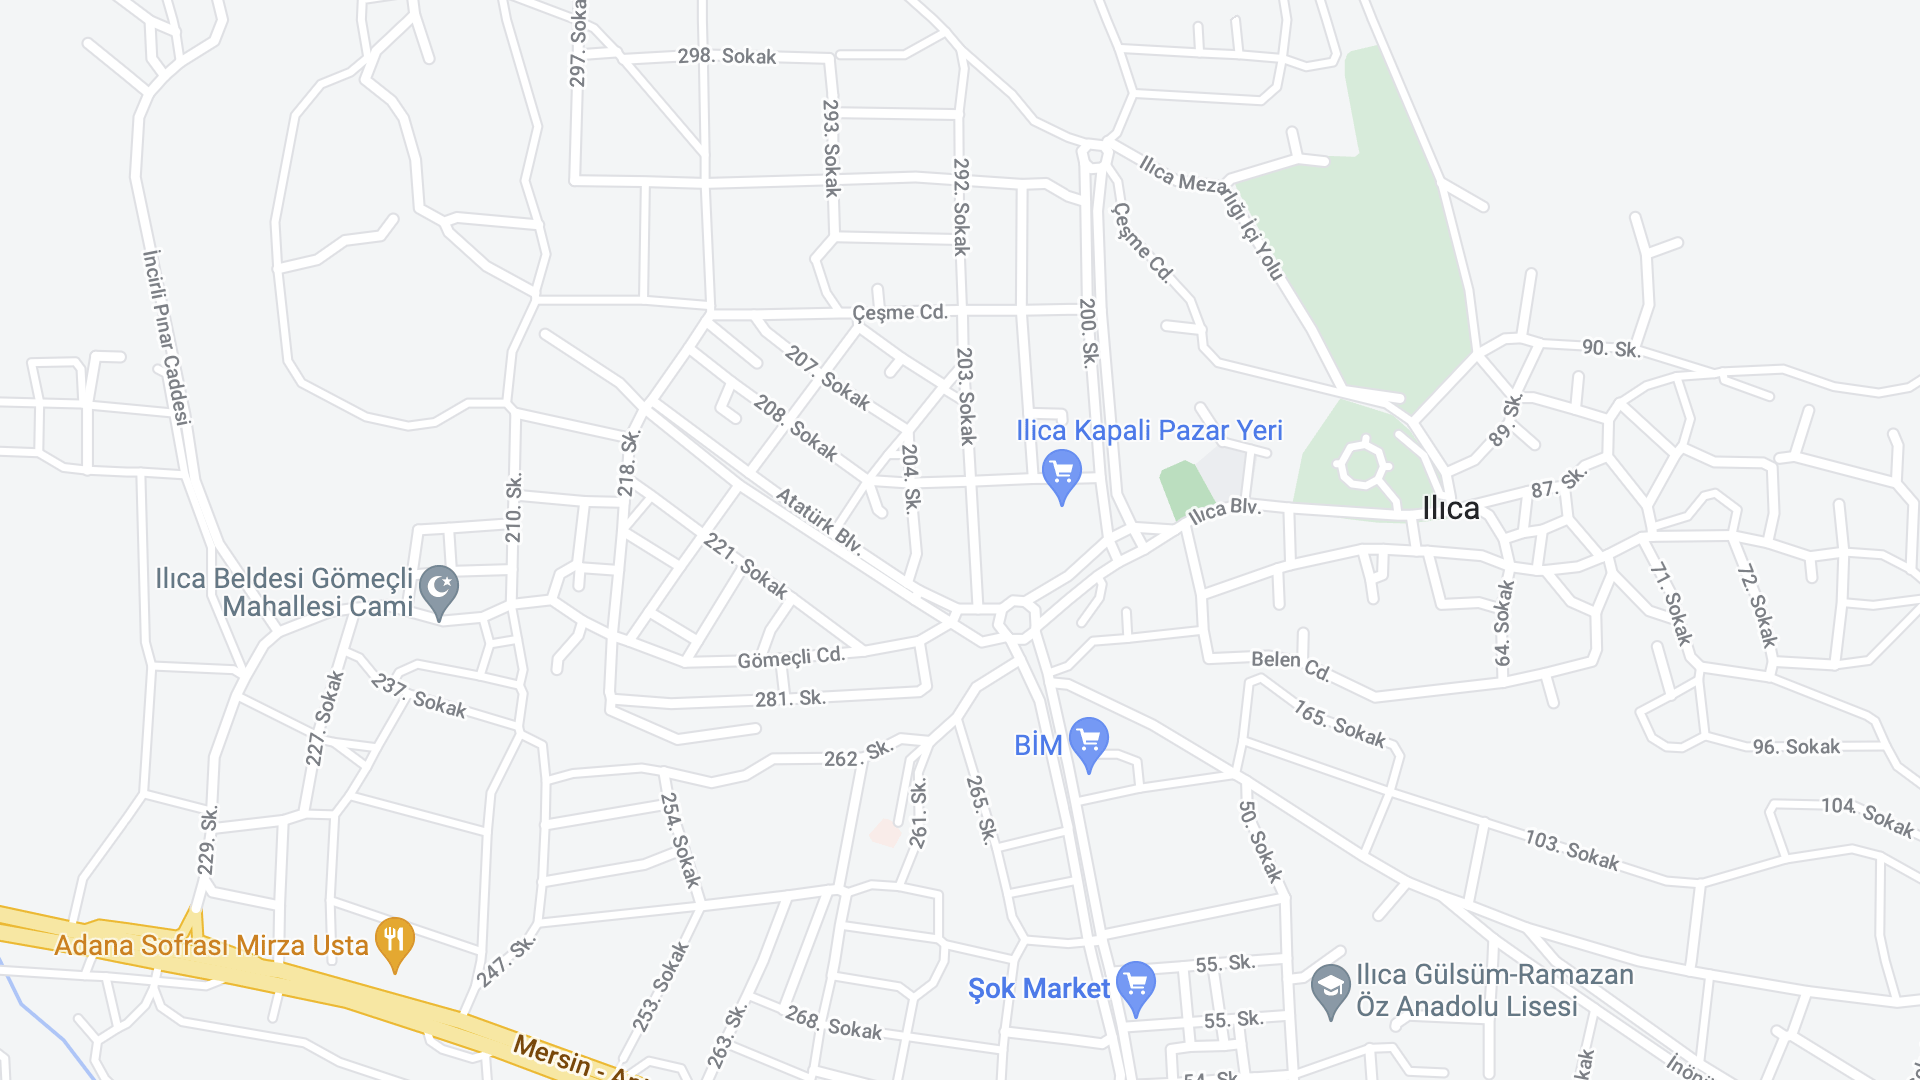 297. Soka
298. Sokak
293. Sokak
292. Sokak
Ilıca Mezarlığı İçi Yolu
Çeşme Cd.
İncirli Pınar Caddesi
Çeşme Cd.
200. Sk.
90. Sk.
207. Sokak
203. Sokak
208. Sokak
89. Sk.
Ilica Kapali Pazar Yeri
218. Sk.
204. Sk.
210. Sk.
87. Sk.
Atatürk Blv.
Ilıca Blv.
Ilıca
221. Sokak
Ilıca Beldesi Gömeçli
Mahallesi Cami
71. Sokak
72. Sokak
64. Sokak
Gömeçli Cd.
Belen Cd.
237. Sokak
281. Sk.
227. Sokak
165. Sokak
BİM
262. Sk.
96. Sokak
254. Sokak
261. Sk.
265. Sk.
50. Sokak
104. Sokak
229. Sk.
103. Sokak
Adana Sofrası Mirza Usta
247. Sk.
253. Sokak
55. Sk.
Şok Market
Ilıca Gülsüm-Ramazan
Öz Anadolu Lisesi
268. Sokak
55. Sk.
263. Sk.
Mersin -
54. Sk
kak